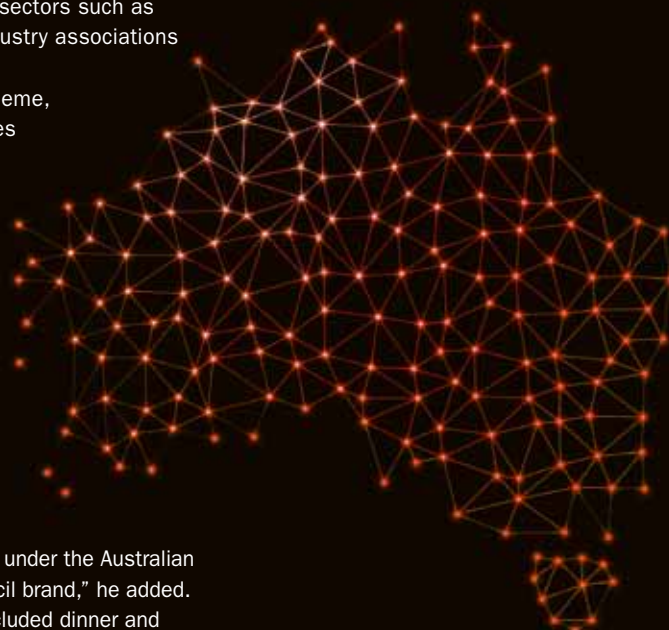 sectors such as
ustry associations
eme,
es
under the Australian
cil brand,” he added.
cluded dinner and